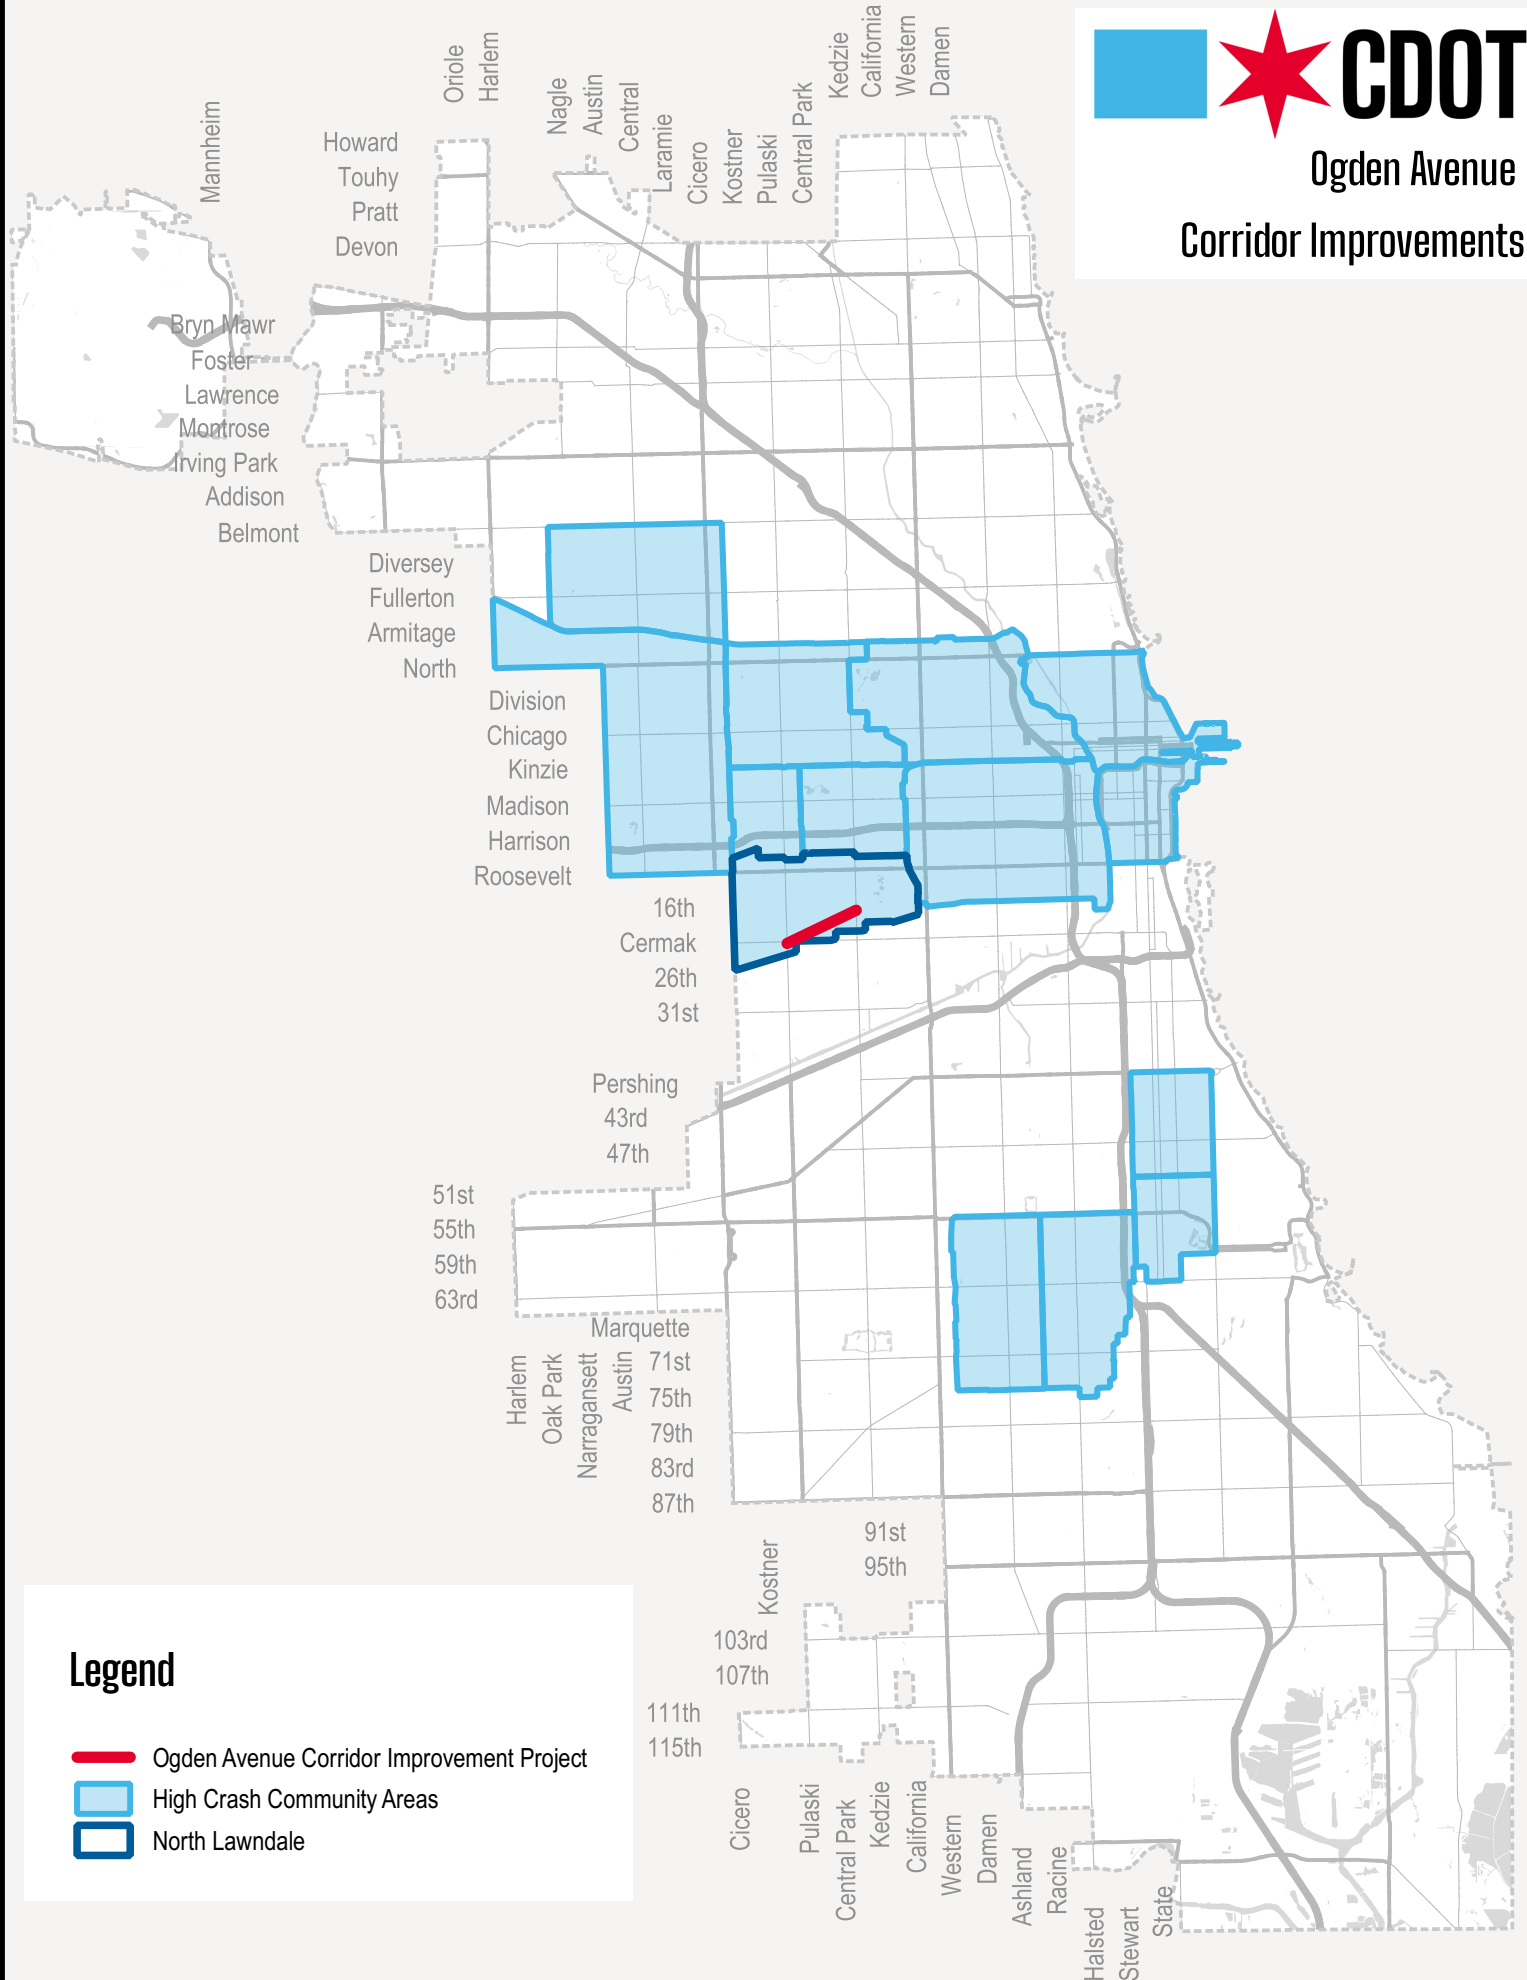 CDOT
Ogden Avenue
Corridor Improvements
Mannheim
Oriole
Harlem
Nagle
Austin
Central
Laramie
Cicero
Kostner
Pulaski
Central Park
Kedzie
California
Western
Damen
Howard
Touhy
Pratt
Devon
Bryn Mawr
Foster
Lawrence
Montrose
Irving Park
Addison
Belmont
Diversey
Fullerton
Armitage
North
Division
Chicago
Kinzie
Madison
Harrison
Roosevelt
16th
Cermak
26th
31st
Pershing
43rd
47th
51st
55th
59th
63rd
Marquette
71st
75th
79th
83rd
87th
Harlem
Oak Park
Narragansett
Austin
91st
95th
Kostner
103rd
107th
111th
115th
Cicero
Pulaski
Central Park
Kedzie
California
Western
Damen
Ashland
Racine
Halsted
Stewart
State
Legend
Ogden Avenue Corridor Improvement Project
High Crash Community Areas
North Lawndale